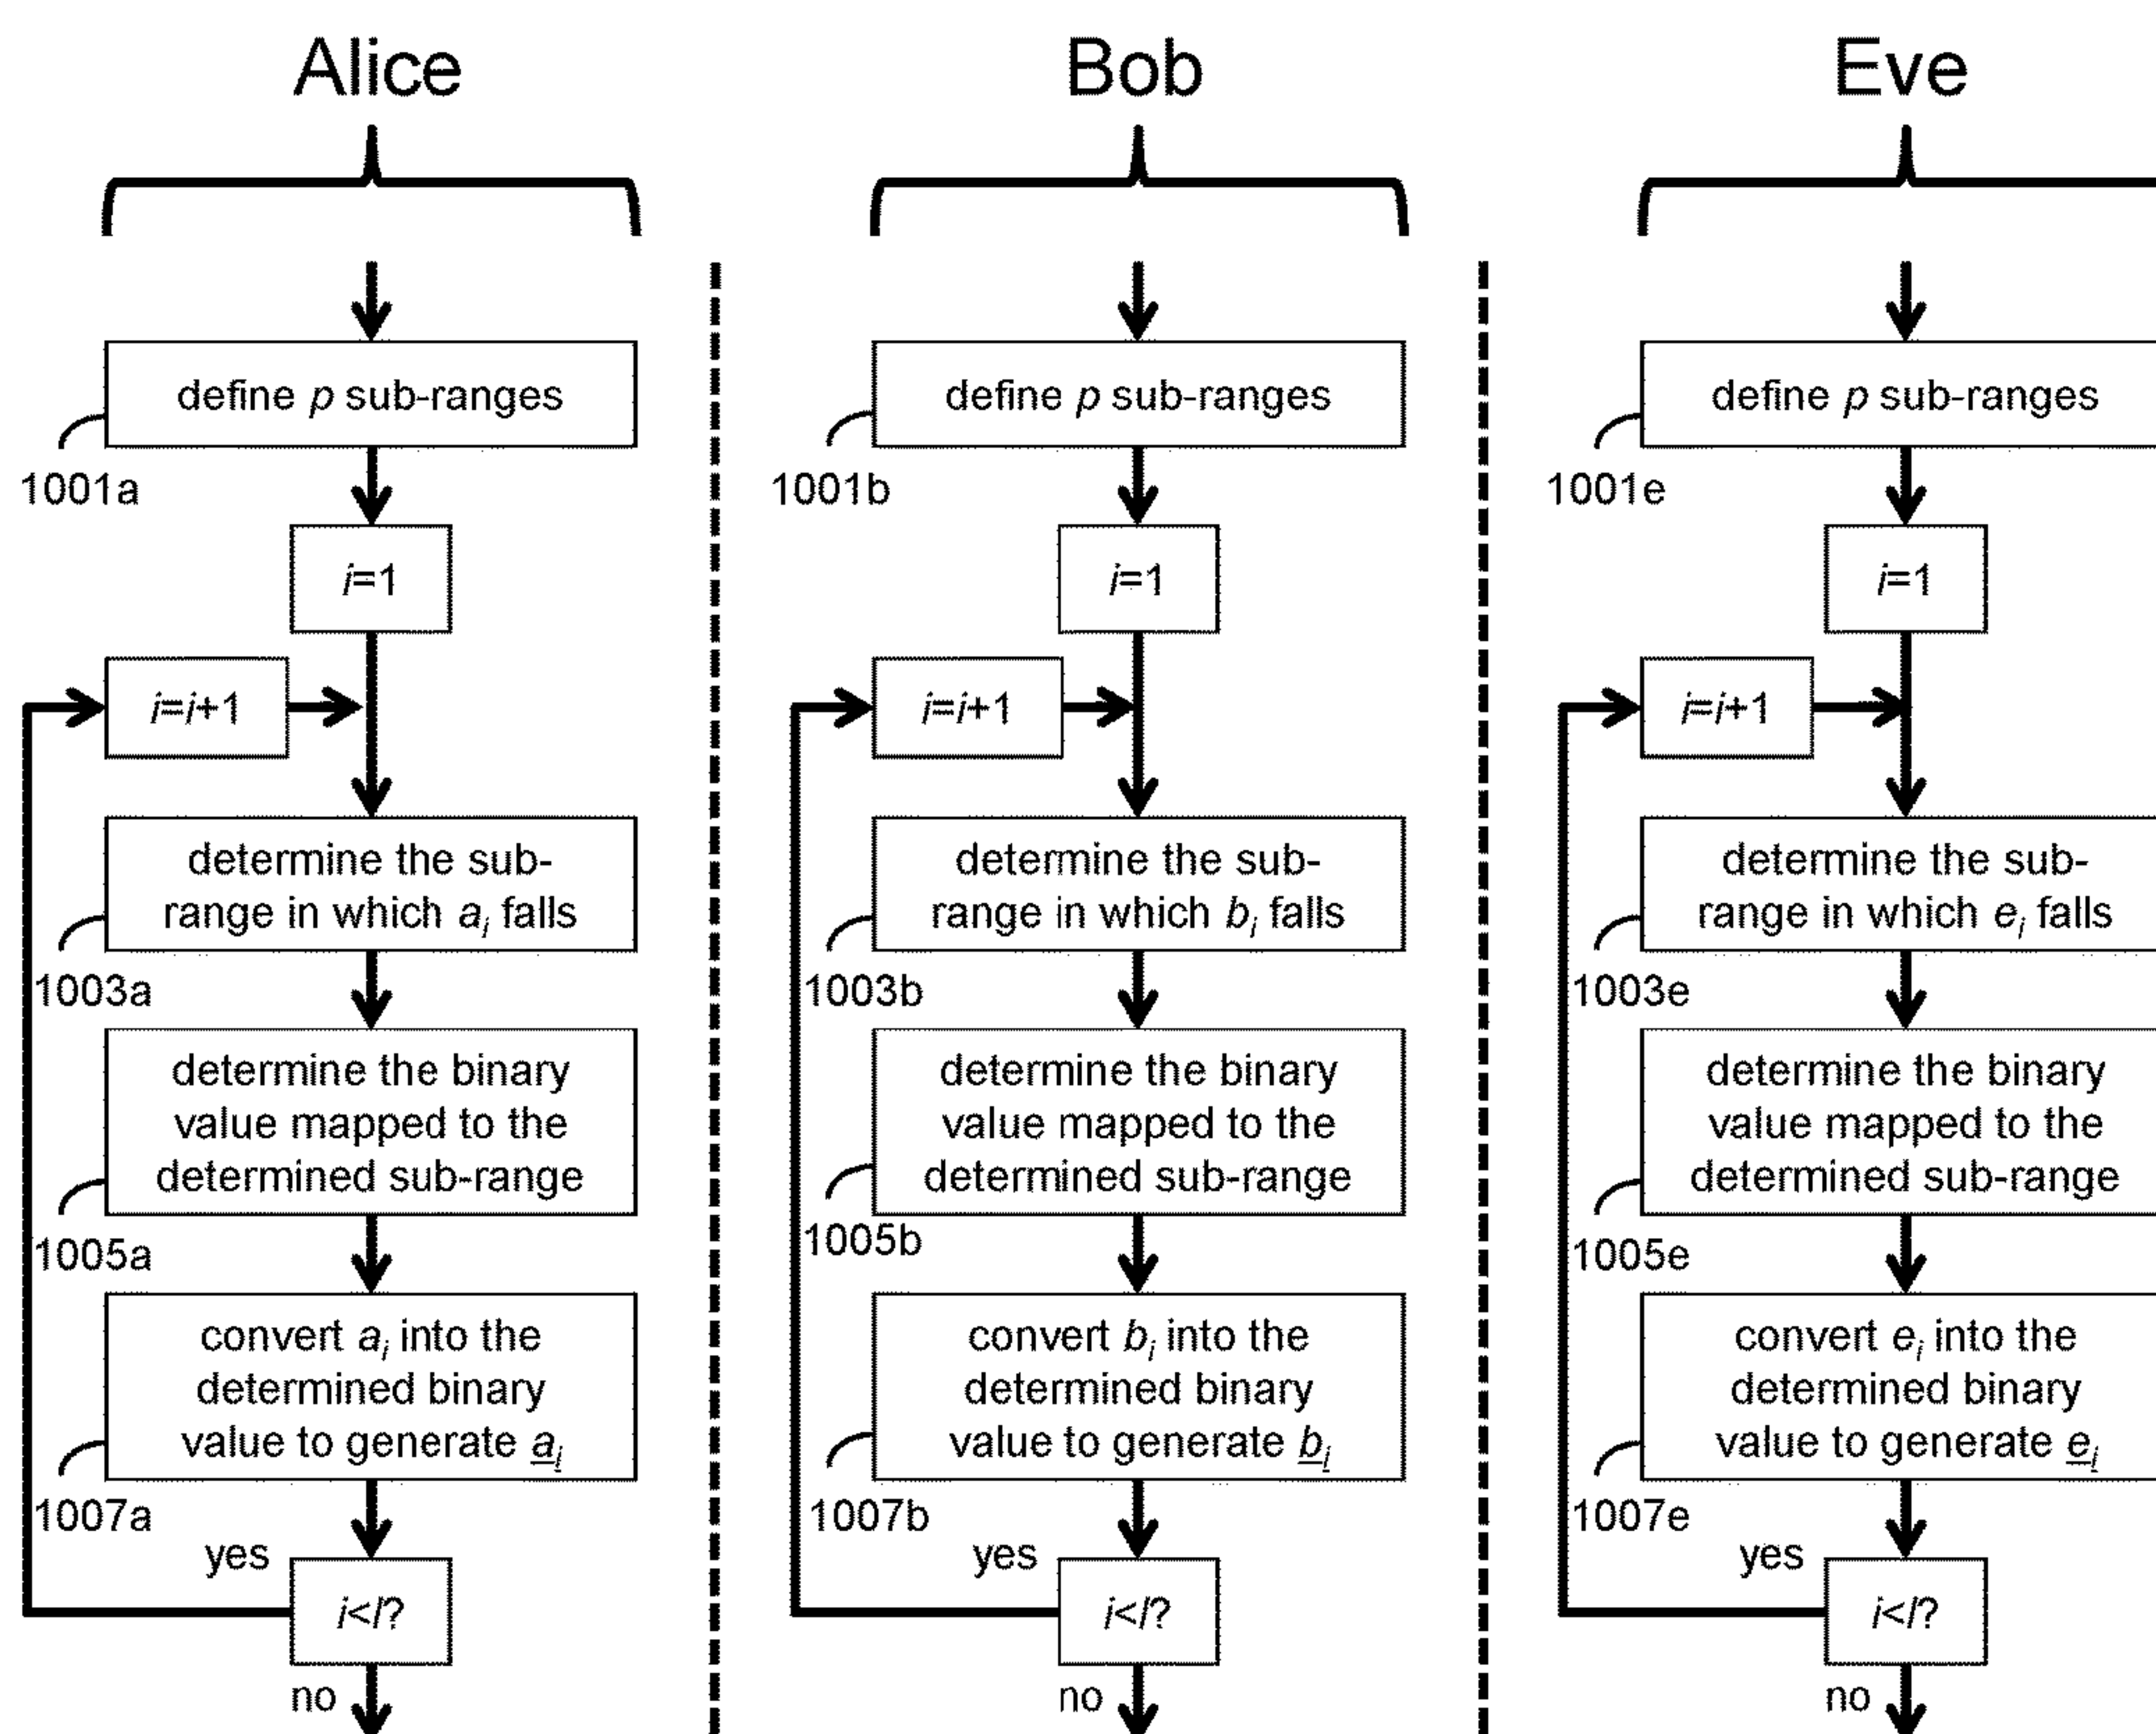 Alice
define p sub-ranges
1001a
i=1
i=i+1
determine the sub-
range in which aᵢ falls
1003a
determine the binary
value mapped to the
determined sub-range
1005a
convert aᵢ into the
determined binary
value to generate a̲ᵢ
1007a
yes
i<l?
no
Bob
define p sub-ranges
1001b
i=1
i=i+1
determine the sub-
range in which bᵢ falls
1003b
determine the binary
value mapped to the
determined sub-range
1005b
convert bᵢ into the
determined binary
value to generate b̲ᵢ
1007b
yes
i<l?
no
Eve
define p sub-ranges
1001e
i=1
i=i+1
determine the sub-
range in which eᵢ falls
1003e
determine the binary
value mapped to the
determined sub-range
1005e
convert eᵢ into the
determined binary
value to generate e̲ᵢ
1007e
yes
i<l?
no